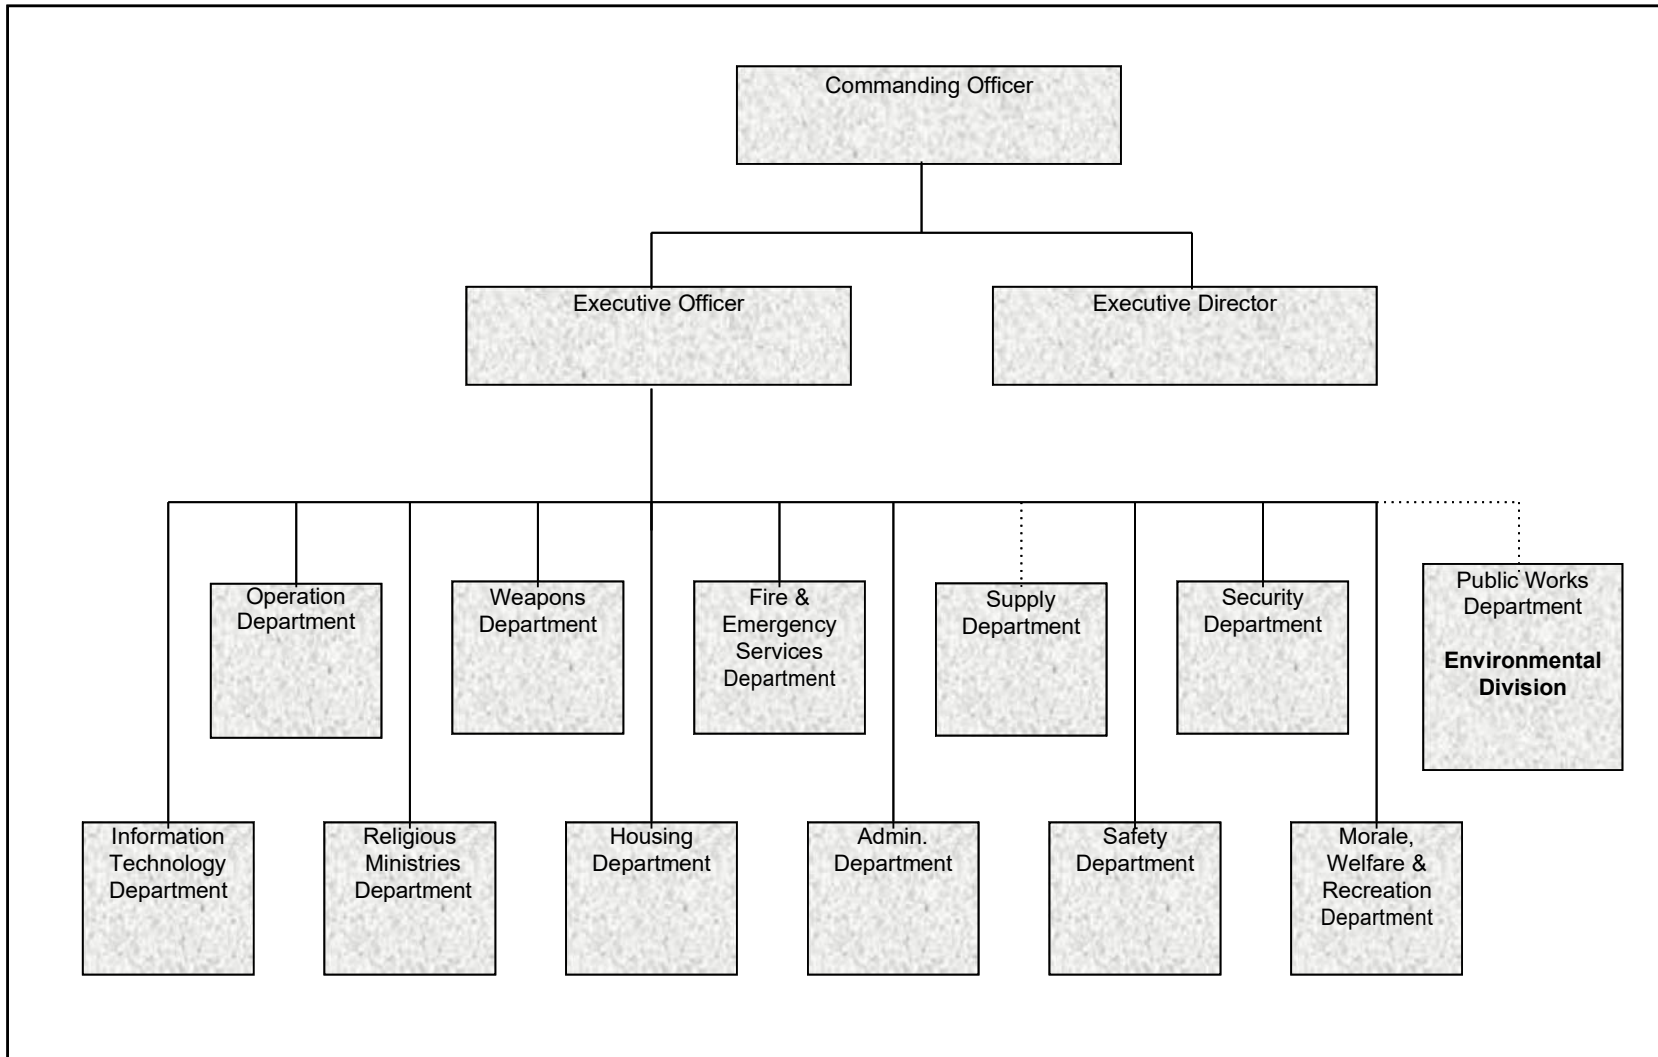 Commanding Officer
Executive Officer
Executive Director
Operation
Department
Weapons
Department
Fire &
Emergency
Services
Department
Supply
Department
Security
Department
Public Works
Department
Environmental
Division
Information
Technology
Department
Religious
Ministries
Department
Housing
Department
Admin.
Department
Safety
Department
Morale,
Welfare &
Recreation
Department